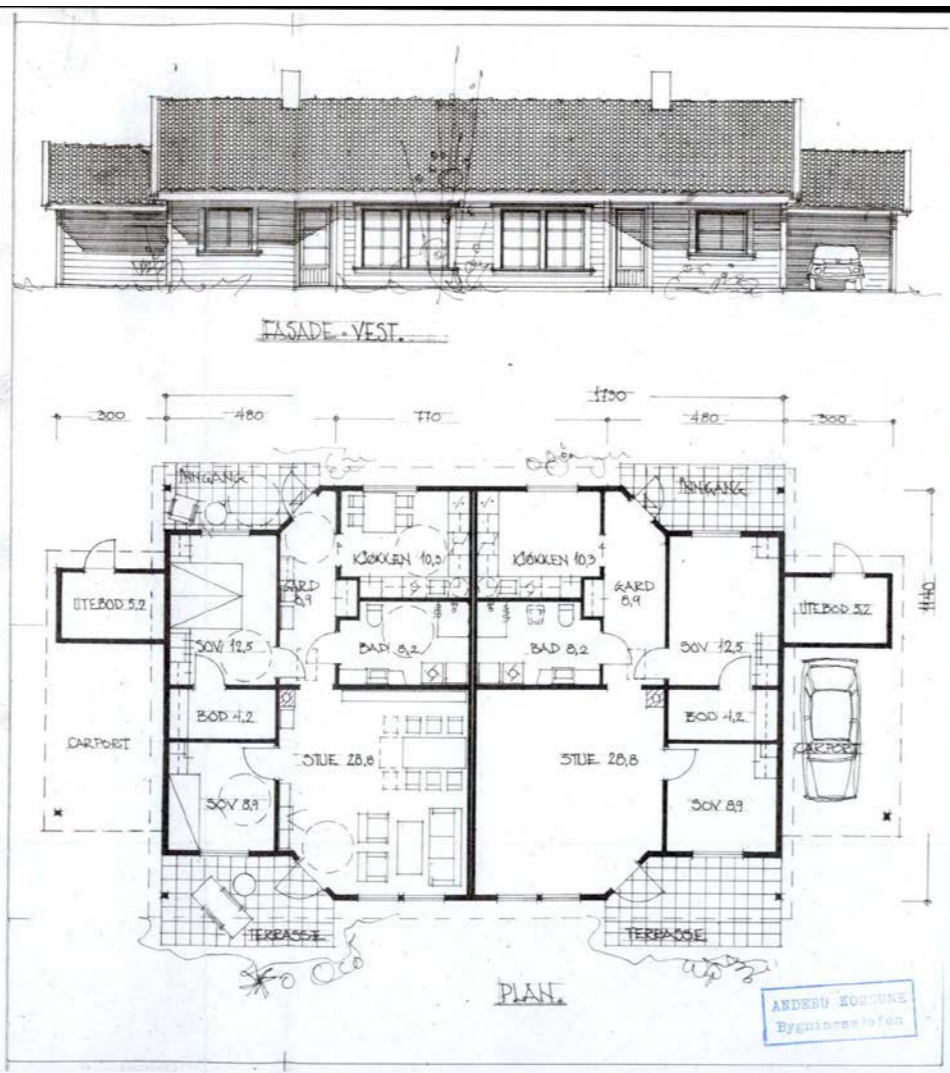 FASADE - VEST.
1730
300 480 770 480 300
INNGANG INNGANG
KJØKKEN 10,3 KJØKKEN 10,3
GARD GARD
8,9 8,9
1140
UTEBOD 5,2 UTEBOD 5,2
SOV 12,5 BAD 8,2 BAD 8,2 SOV 12,5
BOD 4,2 BOD 4,2
CARPORT STUE 28,8 STUE 28,8 CARPORT
SOV 8,9 SOV 8,9
TERRASSE TERRASSE
PLAN.
ANDEBU KOMMUNE